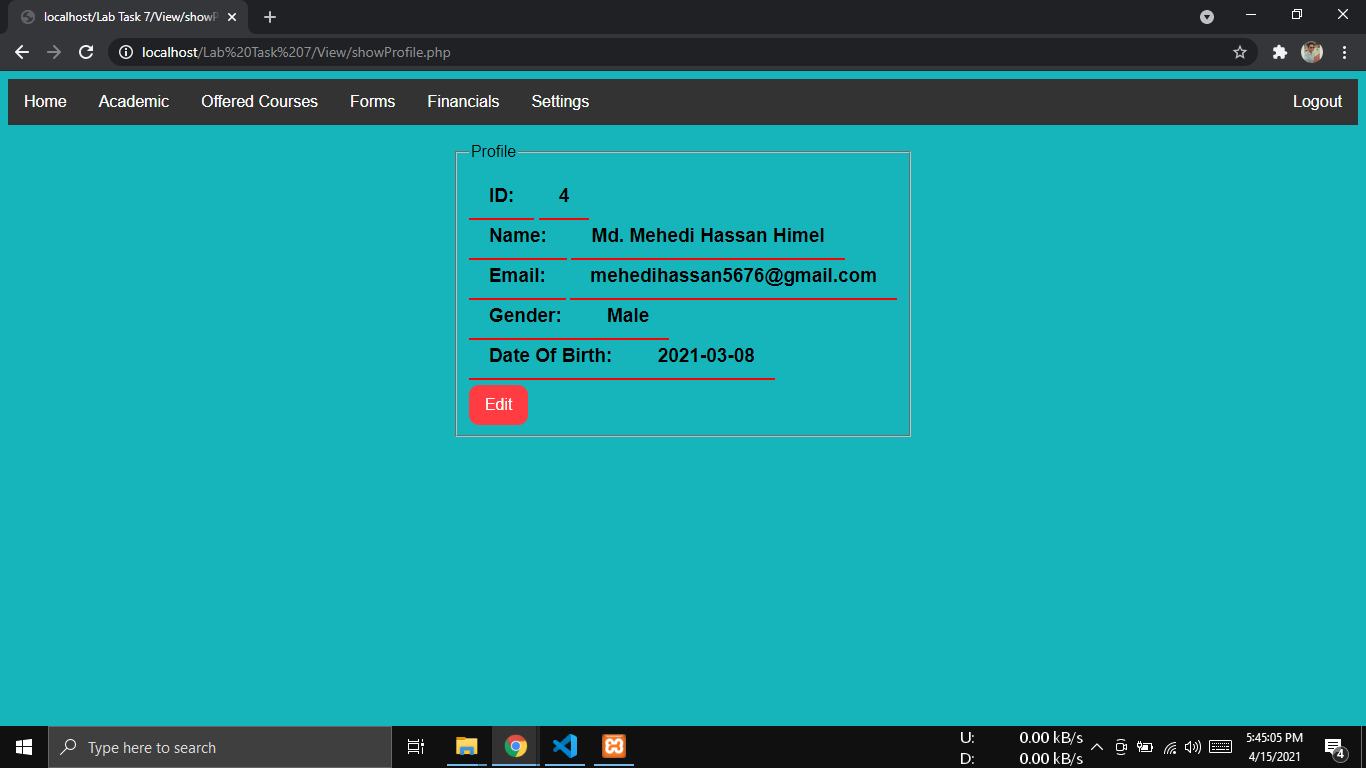 localhost/Lab Task 7/View/showP
localhost/Lab%20Task%207/View/showProfile.php
Home Academic Offered Courses Forms Financials Settings Logout
Profile
ID: 4
Name: Md. Mehedi Hassan Himel
Email: mehedihassan5676@gmail.com
Gender: Male
Date Of Birth: 2021-03-08
Edit
Type here to search
U: 0.00 kB/s
D: 0.00 kB/s
5:45:05 PM
4/15/2021
4